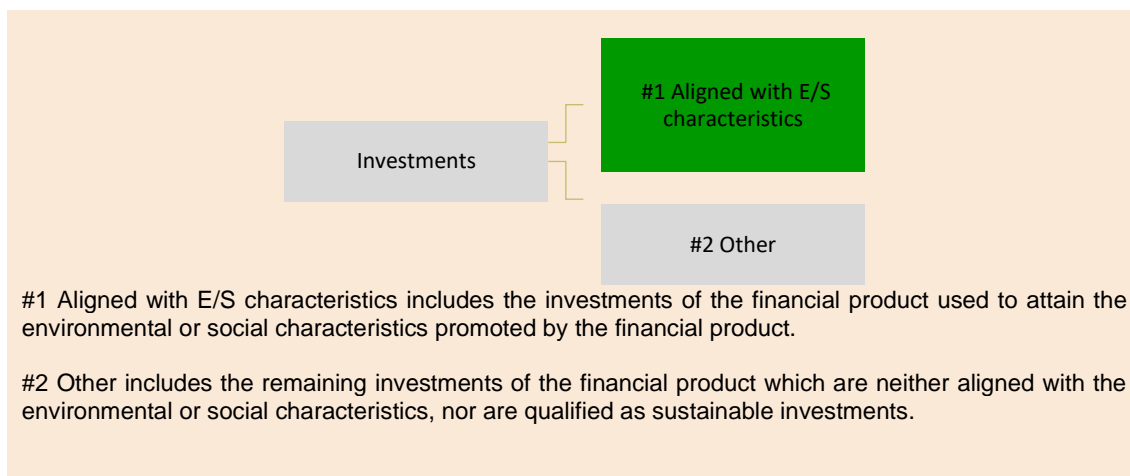 #1 Aligned with E/S
characteristics
Investments
#2 Other
#1 Aligned with E/S characteristics includes the investments of the financial product used to attain the
environmental or social characteristics promoted by the financial product.
#2 Other includes the remaining investments of the financial product which are neither aligned with the
environmental or social characteristics, nor are qualified as sustainable investments.